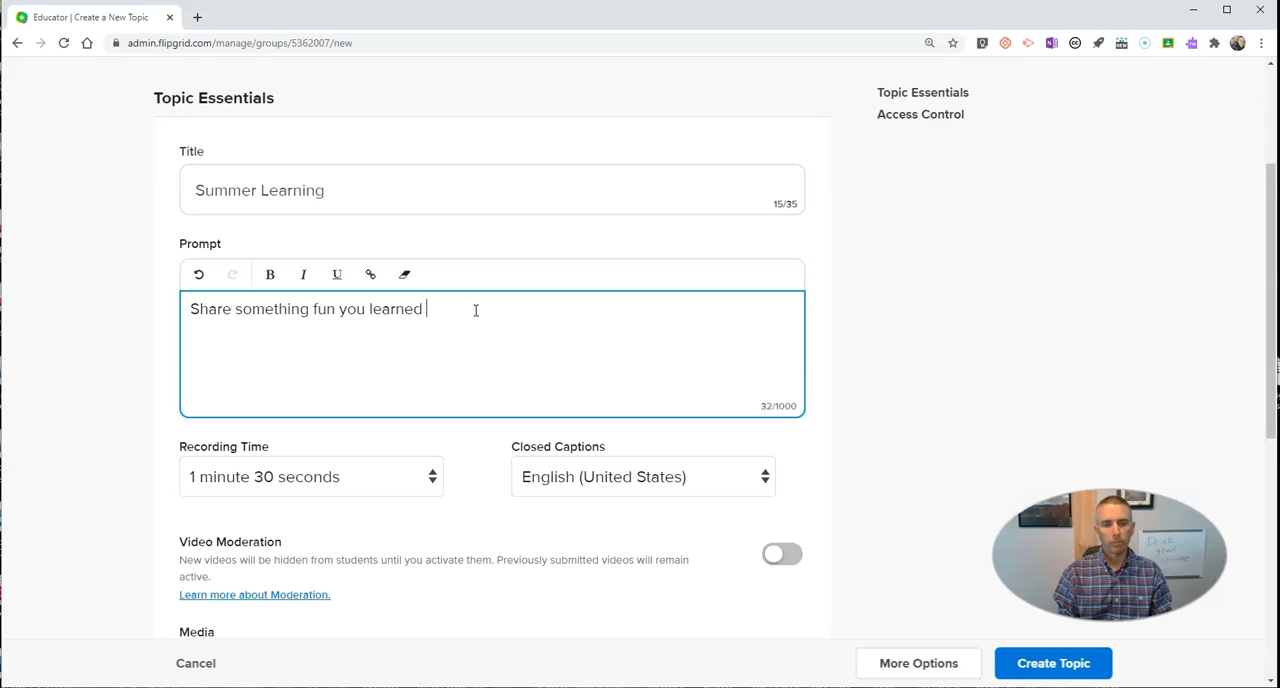 Educator | Create a New Topic
admin.flipgrid.com/manage/groups/5362007/new
Topic Essentials
Topic Essentials
Access Control
Title
Summer Learning
15/35
Prompt
B I U
Share something fun you learned
32/1000
Recording Time
Closed Captions
1 minute 30 seconds
English (United States)
Video Moderation
New videos will be hidden from students until you activate them. Previously submitted videos will remain
active.
Learn more about Moderation.
Media
Cancel
More Options
Create Topic
Drink
good
coffee